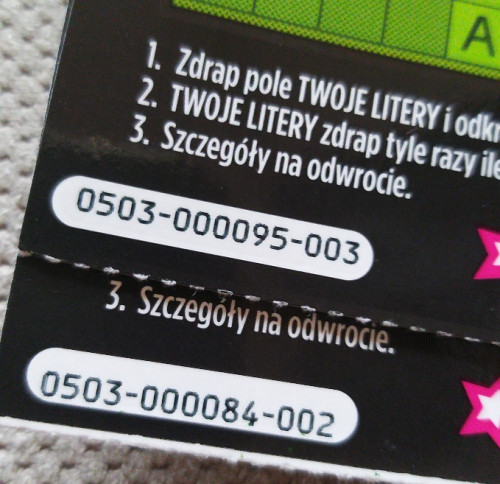 A
1. Zdrap pole TWOJE LITERY i odkr
2. TWOJE LITERY zdrap tyle razy ile
3. Szczegóły na odwrocie.
0503-000095-003
3. Szczegóły na odwrocie.
0503-000084-002